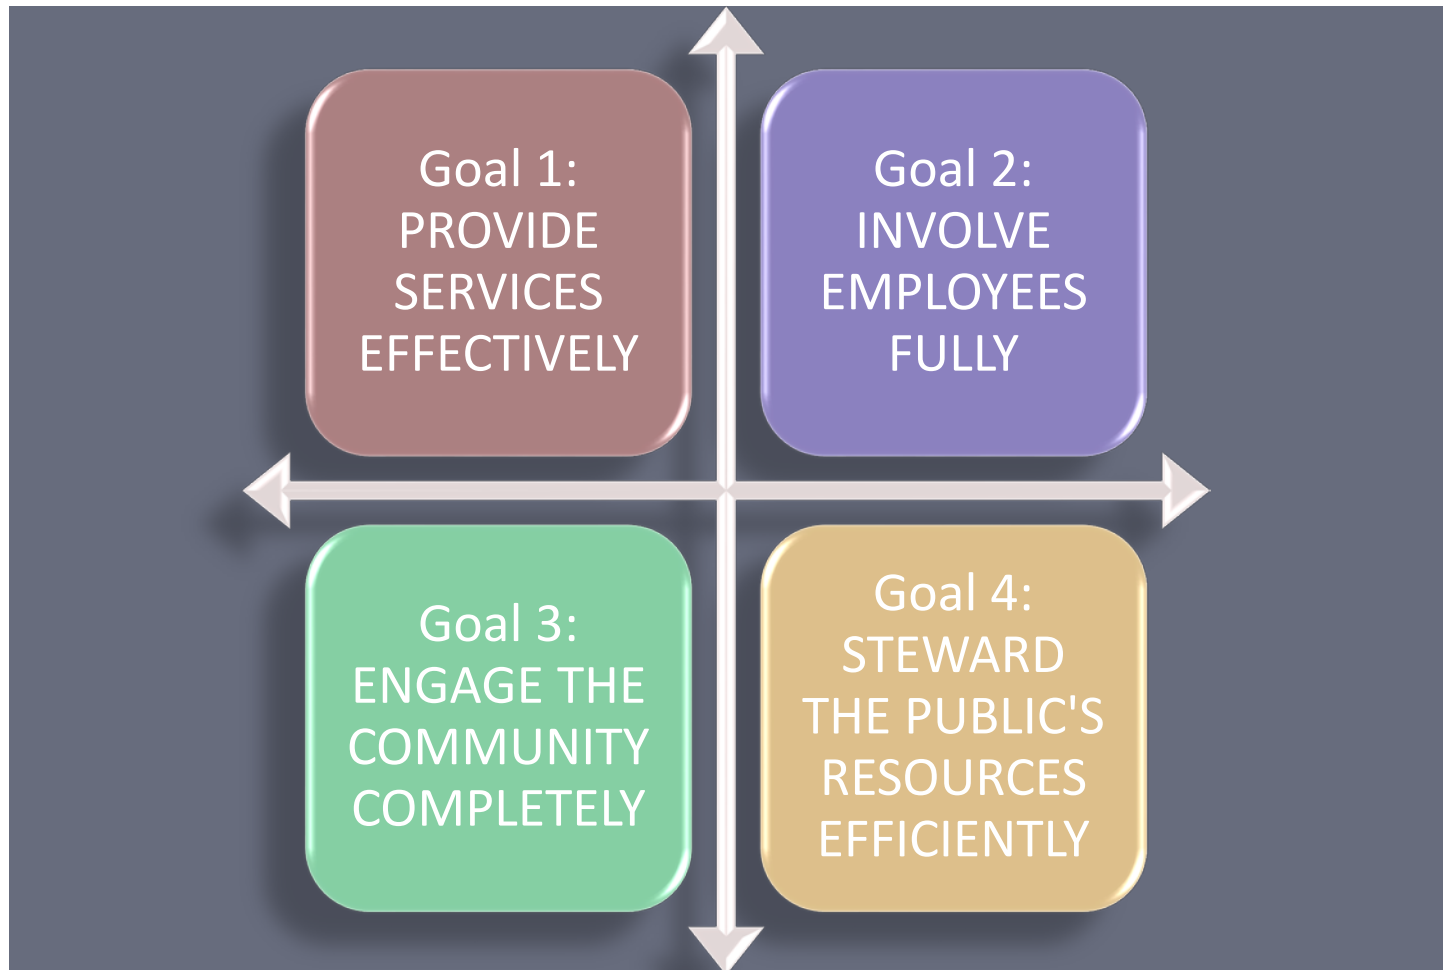 Goal 1:
PROVIDE
SERVICES
EFFECTIVELY
Goal 2:
INVOLVE
EMPLOYEES
FULLY
Goal 3:
ENGAGE THE
COMMUNITY
COMPLETELY
Goal 4:
STEWARD
THE PUBLIC'S
RESOURCES
EFFICIENTLY